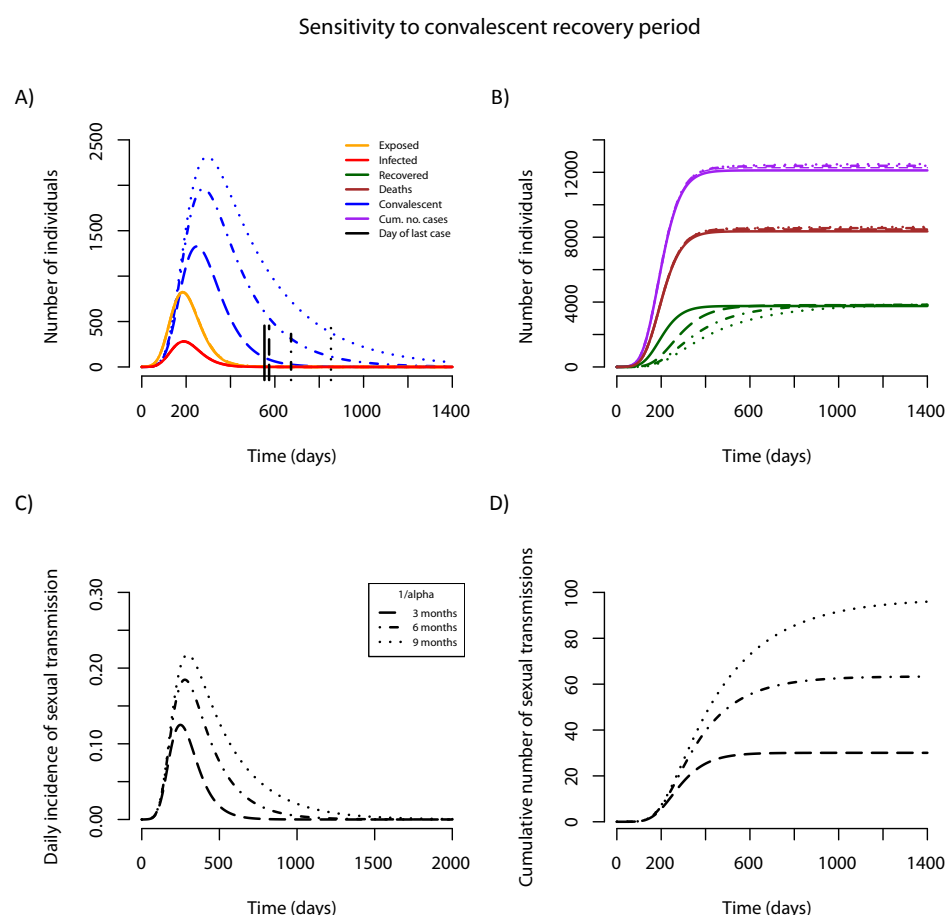 Sensitivity to convalescent recovery period
A)
Number of individuals
2500
1500
500
0
Exposed
Infected
Recovered
Deaths
Convalescent
Cum. no. cases
Day of last case
0 200 600 1000 1400
Time (days)
B)
Number of individuals
12000
8000
4000
0
0 200 600 1000 1400
Time (days)
C)
Daily incidence of sexual transmission
0.30
0.20
0.10
0.00
1/alpha
3 months
6 months
9 months
0 500 1000 1500 2000
Time (days)
D)
Cumulative number of sexual transmissions
100
80
60
40
20
0
0 200 600 1000 1400
Time (days)